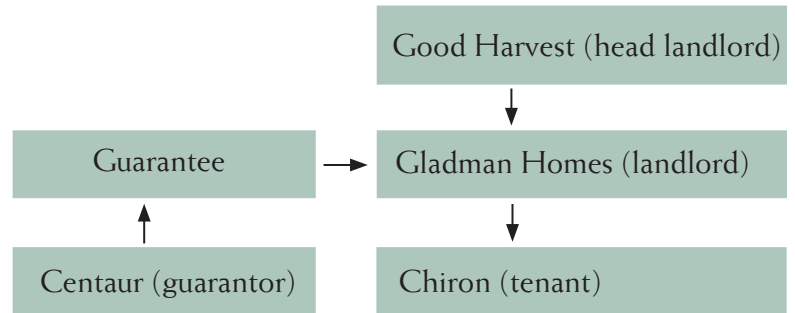 Good Harvest (head landlord)
Guarantee
Gladman Homes (landlord)
Centaur (guarantor)
Chiron (tenant)